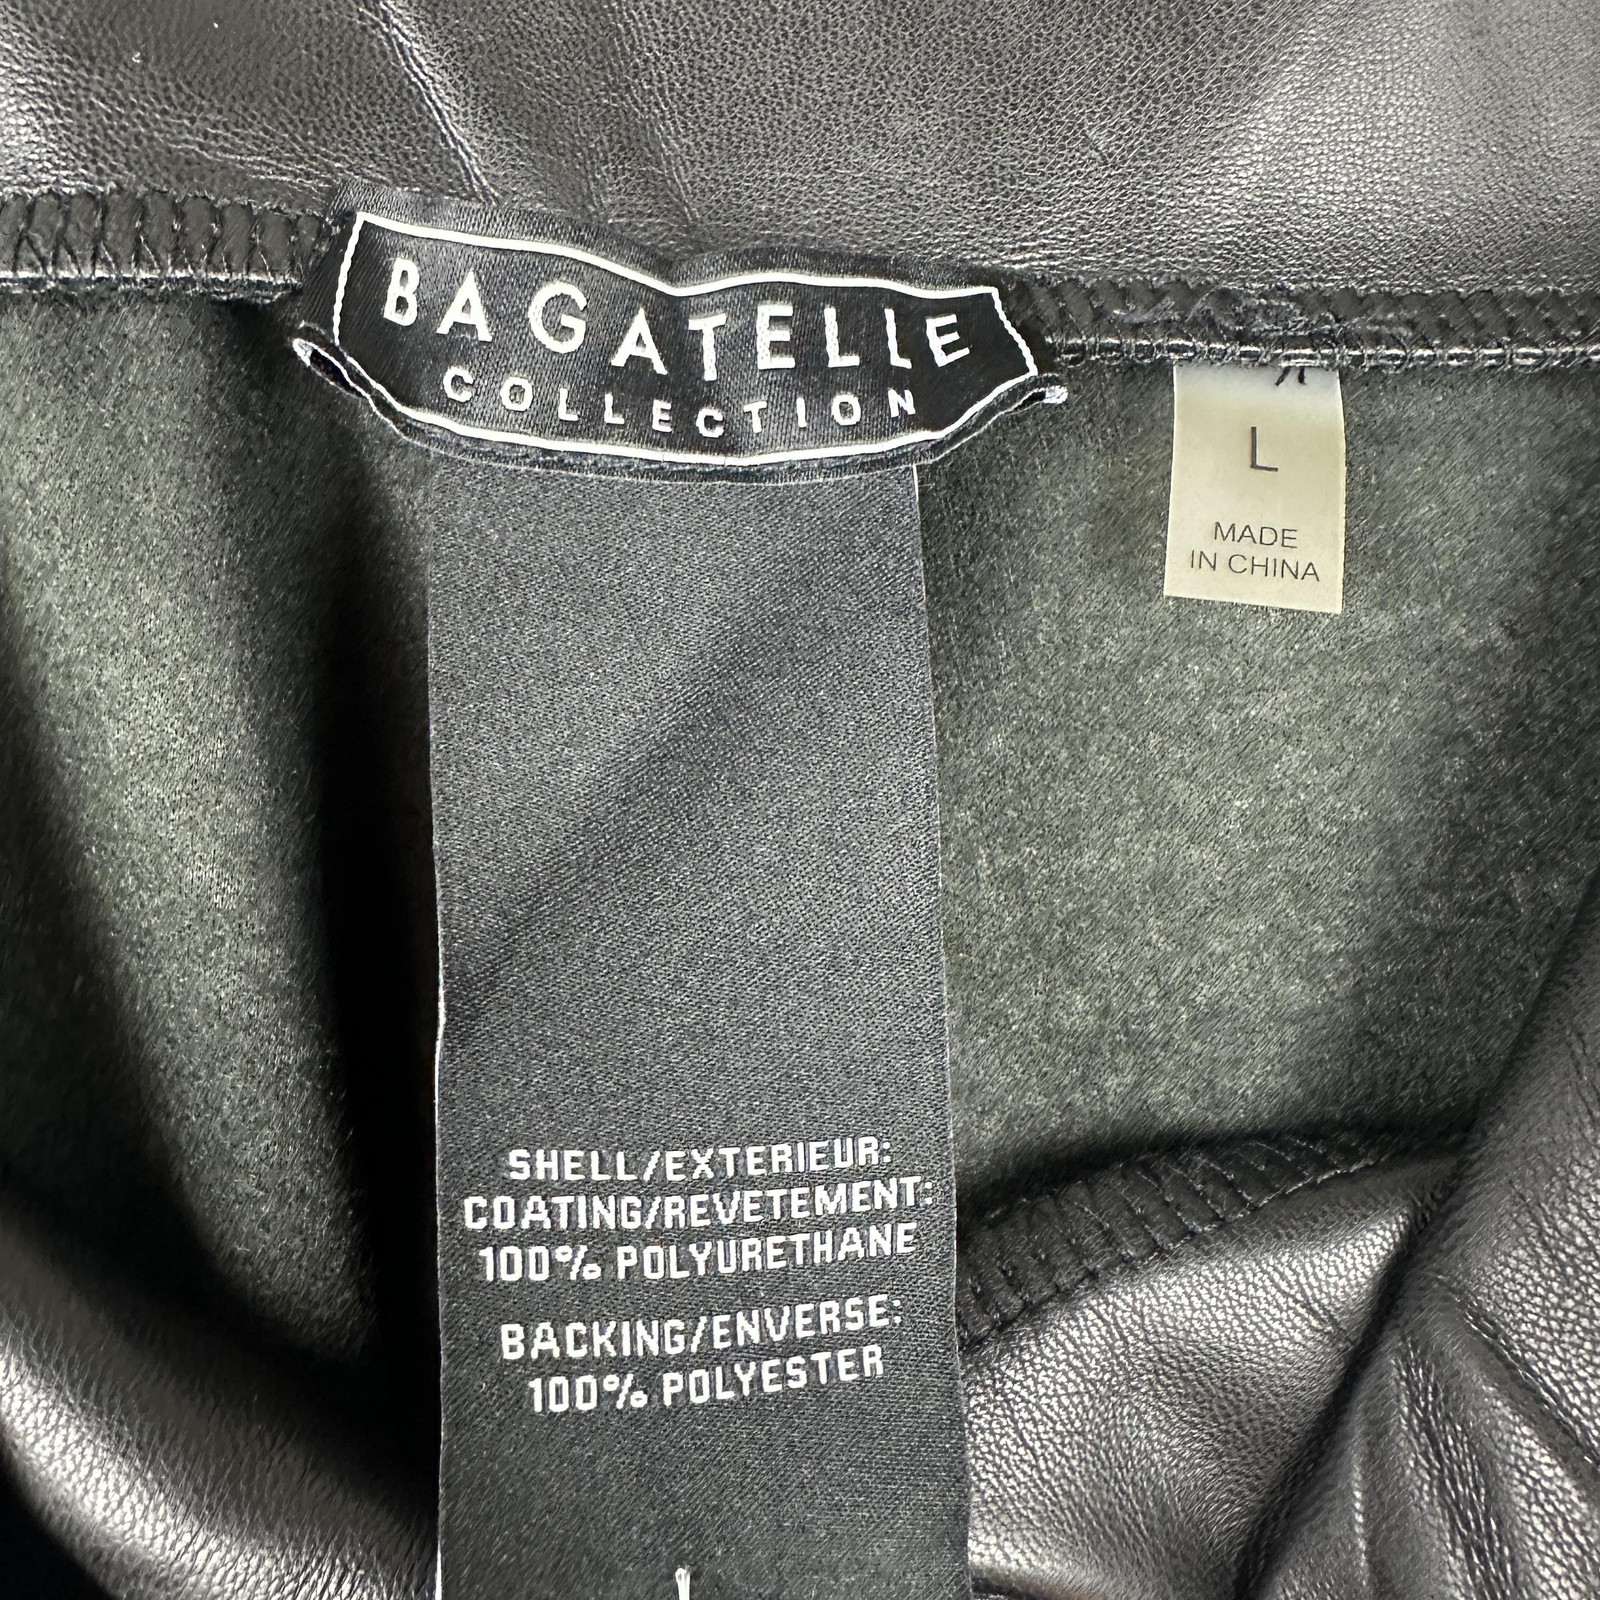 BAGATELLE
COLLECTION
L
MADE
IN CHINA
SHELL/EXTERIEUR:
COATING/REVETEMENT:
100% POLYURETHANE
BACKING/ENVERSE:
100% POLYESTER